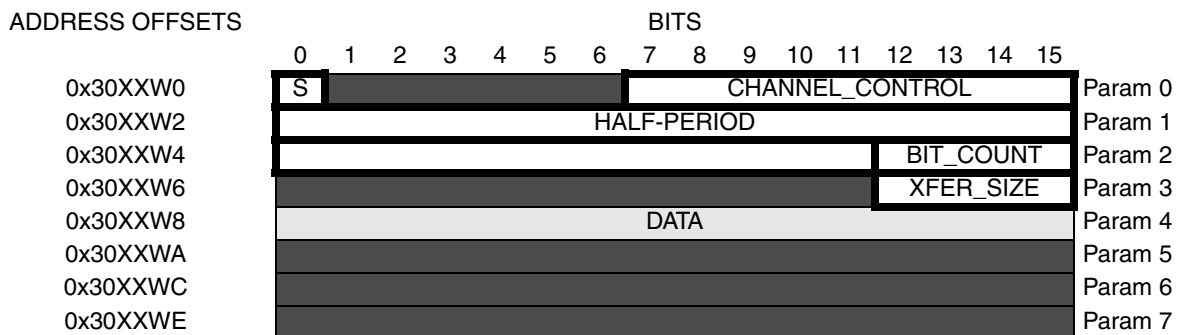 ADDRESS OFFSETS BITS
0 1 2 3 4 5 6 7 8 9 10 11 12 13 14 15
0x30XXW0 S CHANNEL_CONTROL Param 0
0x30XXW2 HALF-PERIOD Param 1
0x30XXW4 BIT_COUNT Param 2
0x30XXW6 XFER_SIZE Param 3
0x30XXW8 DATA Param 4
0x30XXWA Param 5
0x30XXWC Param 6
0x30XXWE Param 7